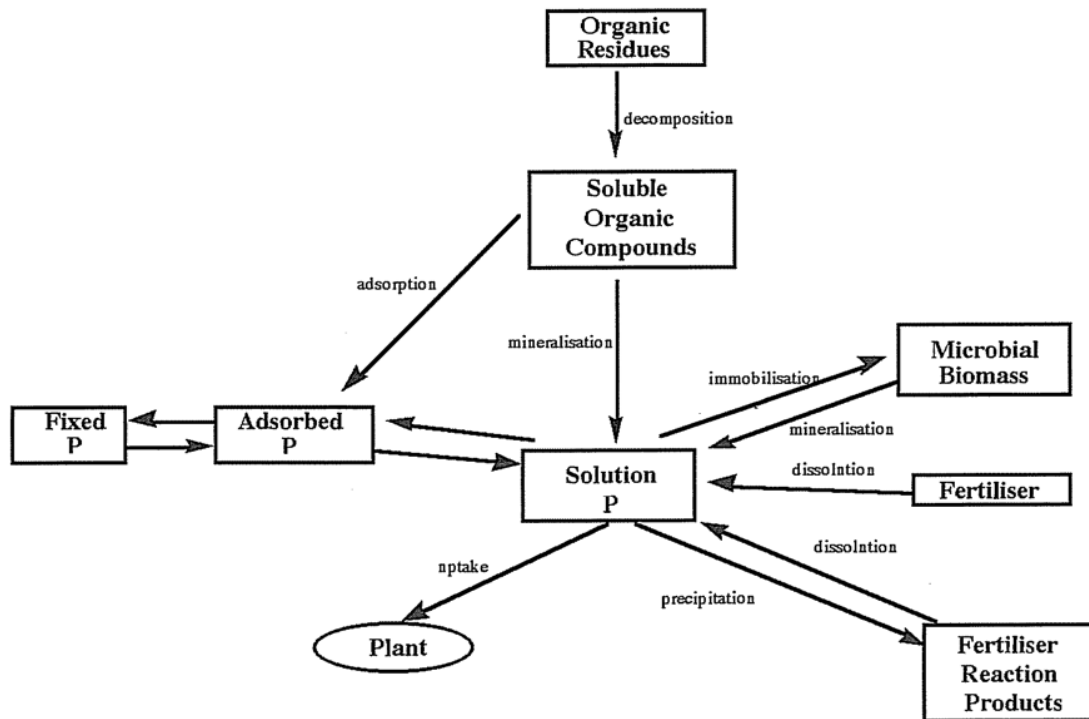 Organic
Residues
decomposition
Soluble
Organic
Compounds
adsorption
mineralisation
immobilisation
Microbial
Biomass
mineralisation
Fixed
P
Adsorbed
P
Solution
P
dissolntion
Fertiliser
dissolntion
nptake
precipitation
Plant
Fertiliser
Reaction
Products